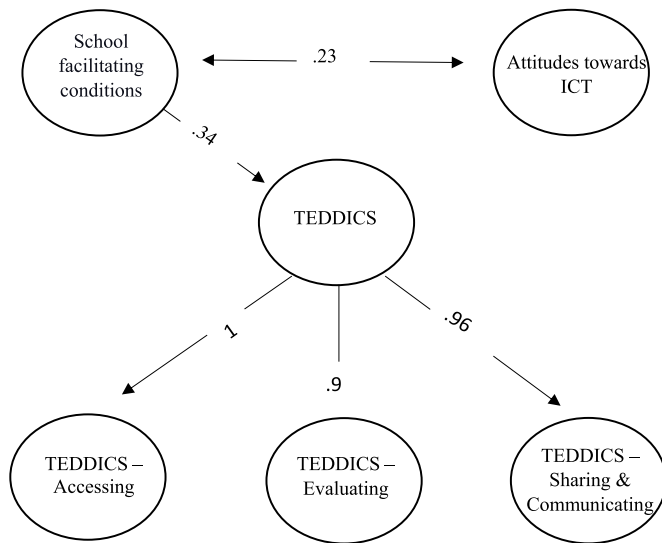 School
facilitating
conditions
.23
Attitudes towards
ICT
.34
TEDDICS
1
.9
.96
TEDDICS –
Accessing
TEDDICS –
Evaluating
TEDDICS –
Sharing &
Communicating